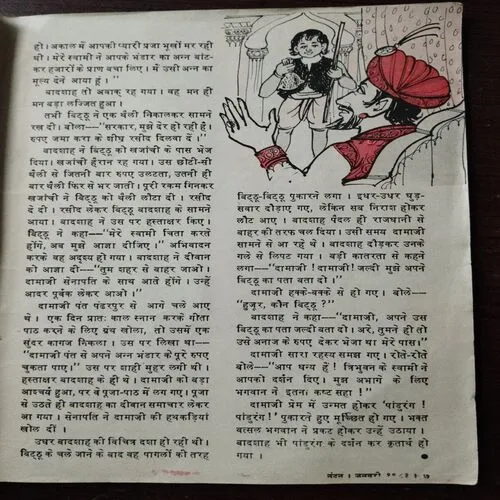 हो। अकाल में आपकी प्यारी प्रजा भूखों मर रही
थी। मेरे स्वामी ने आपके भंडार का अन्न बांट-
कर हजारों के प्राण बचा लिए। मैं उसी अन्न का
मूल्य देने आया हूं।"
बादशाह तो अवाक् रह गया। वह मन ही
मन बड़ा लज्जित हुआ।
तभी बिट्ठू ने एक थैली निकालकर सामने
रख दी। बोला—"सरकार, मुझे देर हो रही है।
रुपए जमा करा के शीघ्र रसीद दिलवा दें।"
बादशाह ने बिट्ठू को खजांची के पास भेज
दिया। खजांची हैरान रह गया। उस छोटी-सी
थैली से जितनी बार रुपए उलटता, उतनी ही
बार थैली फिर से भर जाती। पूरी रकम गिनकर
खजांची ने बिट्ठू को थैली लौटा दी। रसीद
दे दी। रसीद लेकर बिट्ठू बादशाह के सामने
आया। बादशाह ने उस पर हस्ताक्षर किए।
बिट्ठू ने कहा—"मेरे स्वामी चिंता करते
होंगे, अब मुझे आज्ञा दीजिए।" अभिवादन
करके वह अदृश्य हो गया। बादशाह ने दीवान
को आज्ञा दी—"तुम शहर से बाहर जाओ।
दामाजी सेनापति के साथ आते होंगे। उन्हें
आदर पूर्वक लेकर आओ।"
दामाजी पंत पंढरपुर से आगे चले आए
थे। एक दिन प्रातः काल स्नान करके गीता
पाठ करने के लिए ग्रंथ खोला, तो उसमें एक
सुंदर कागज निकला। उस पर लिखा था—
"दामाजी पंत से अपने अन्न भंडार के पूरे रुपए
चुकता पाए।" उस पर शाही मुहर लगी थी।
हस्ताक्षर बादशाह के ही थे। दामाजी को बड़ा
आश्चर्य हुआ, पर वे पूजा-पाठ में लग गए। पूजा
से उठते ही बादशाह का दीवान समाचार लेकर
आ गया। सेनापति ने दामाजी की हथकड़ियां
खोल दीं।
उधर बादशाह की विचित्र दशा हो रही थी।
बिट्ठू के चले जाने के बाद वह पागलों की तरह
बिट्ठू-बिट्ठू पुकारने लगा। इधर-उधर घुड़-
सवार दौड़ाए गए, लेकिन सब निराश होकर
लौट आए। बादशाह पैदल ही राजधानी से
बाहर की तरफ चल दिया। उसी समय दामाजी
सामने से आ रहे थे। बादशाह दौड़कर उनके
गले से लिपट गया। बड़ी कातरता से कहने
लगा—"दामाजी! दामाजी! जल्दी मुझे अपने
बिट्ठू का पता बता दो।"
दामाजी हक्के-बक्के से हो गए। बोले—
"हुजूर, कौन बिट्ठू?"
बादशाह ने कहा—"दामाजी, अपने उस
बिट्ठू का पता जल्दी बता दो। अरे, तुमने ही तो
उसे अनाज के रुपए देकर भेजा था मेरे पास।"
दामाजी सारा रहस्य समझ गए। रोते-रोते
बोले—"आप धन्य हैं! त्रिभुवन के स्वामी ने
आपको दर्शन दिए। मुझ अभागे के लिए
भगवान ने इतना कष्ट सहा!"
दामाजी प्रेम में उन्मत्त होकर 'पांडुरंग!
पांडुरंग!' पुकारते हुए मूर्च्छित हो गए। भक्त
वत्सल भगवान ने प्रकट होकर उन्हें उठाया।
बादशाह भी पांडुरंग के दर्शन कर कृतार्थ हो
गया।
नंदन । जनवरी